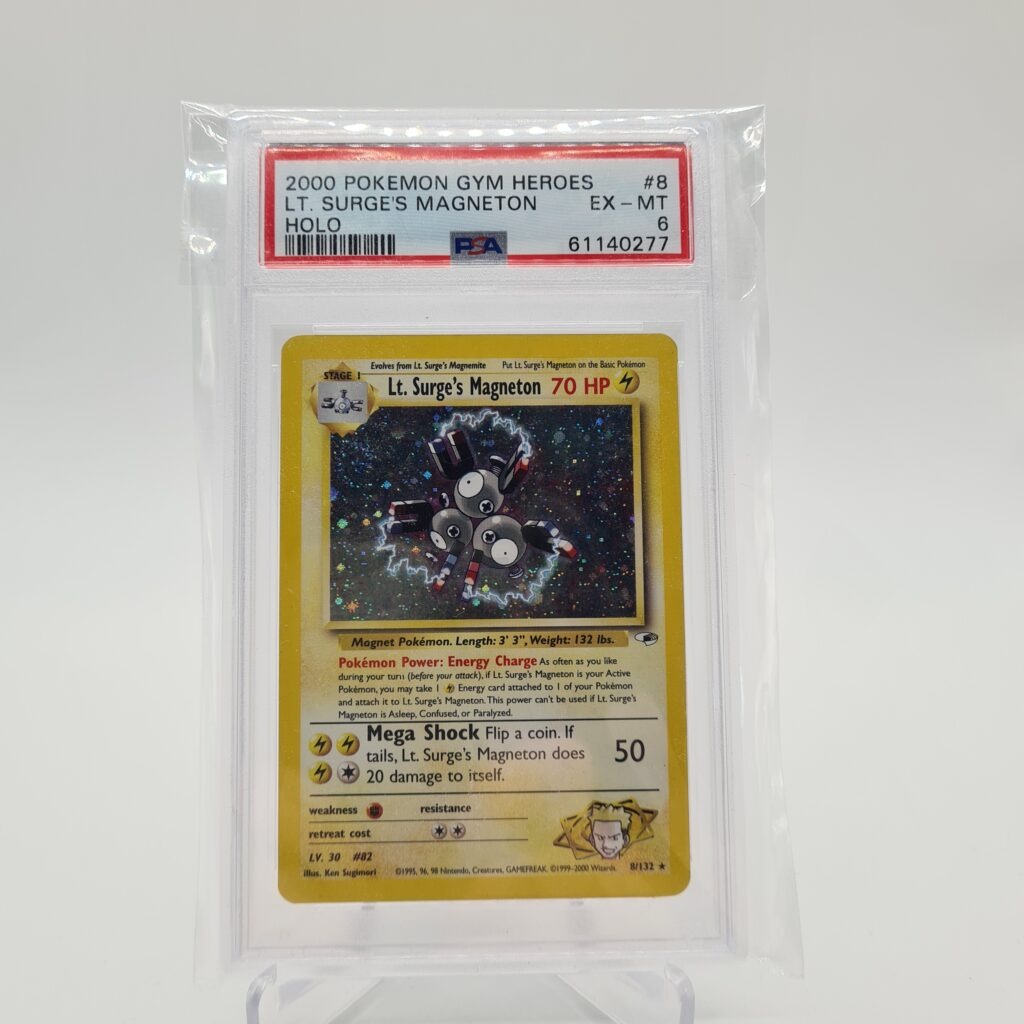 2000 POKEMON GYM HEROES #8
LT. SURGE'S MAGNETON EX - MT
HOLO 6
PSA 61140277
Evolves from Lt. Surge's Magnemite Put Lt. Surge's Magneton on the Basic Pokémon
STAGE 1
Lt. Surge's Magneton 70 HP
Magnet Pokémon. Length: 3' 3", Weight: 132 lbs.
Pokémon Power: Energy Charge As often as you like
during your turn (before your attack), if Lt. Surge's Magneton is your Active
Pokémon, you may take 1 Energy card attached to 1 of your Pokémon
and attach it to Lt. Surge's Magneton. This power can't be used if Lt. Surge's
Magneton is Asleep, Confused, or Paralyzed.
Mega Shock Flip a coin. If
tails, Lt. Surge's Magneton does 50
20 damage to itself.
weakness resistance
retreat cost
LV. 30 #82
8/132 ★
illus. Ken Sugimori ©1995, 96, 98 Nintendo, Creatures, GAMEFREAK. ©1999-2000 Wizards.